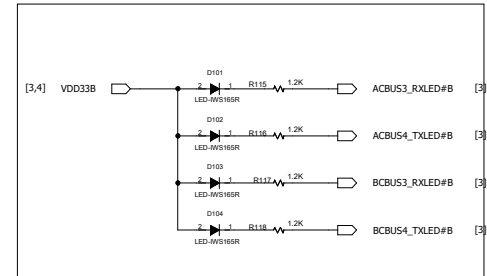 D101
[3,4] VDD33B 2 1 R115 1.2K ACBUS3_RXLED#B [3]
LED-IWS165R
D102
2 1 R116 1.2K ACBUS4_TXLED#B [3]
LED-IWS165R
D103
2 1 R117 1.2K BCBUS3_RXLED#B [3]
LED-IWS165R
D104
2 1 R118 1.2K BCBUS4_TXLED#B [3]
LED-IWS165R